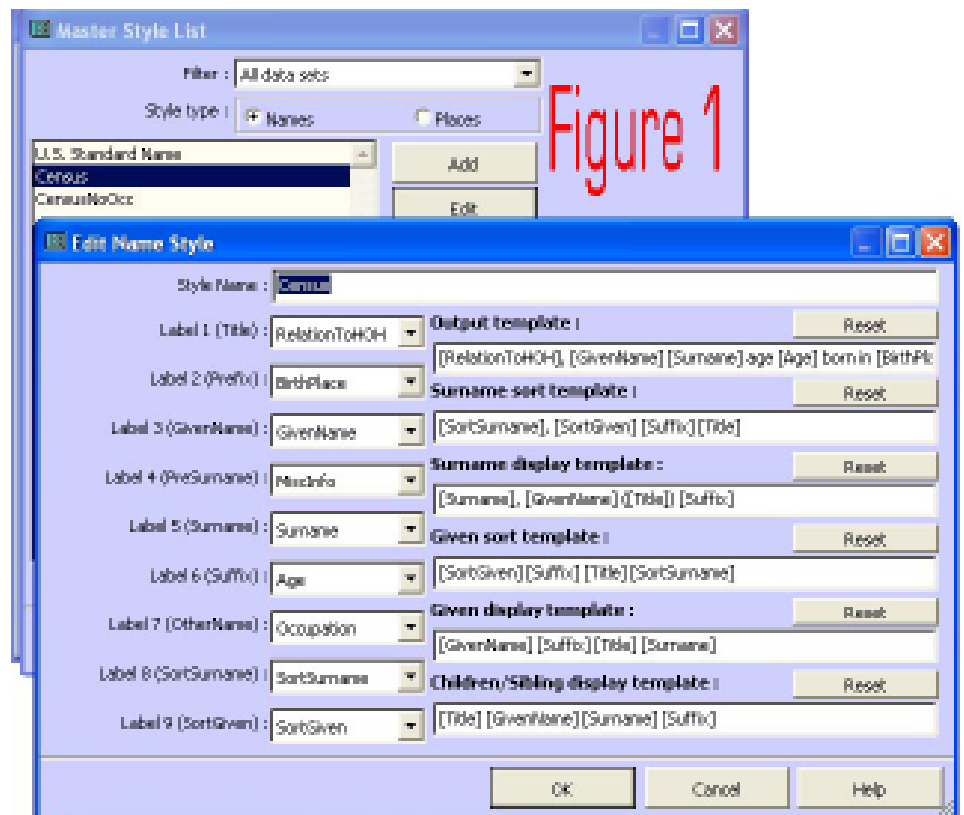 Master Style List
Filter : All data sets
Figure 1
Style type : Names Places
U.S. Standard Name
Census
CensusNoOcc
Add
Edit
Edit Name Style
Style Name : Census
Label 1 (Title) : RelationToHOH
Label 2 (Prefix) : BirthPlace
Label 3 (GivenName) : GivenName
Label 4 (PreSurname) : MiscInfo
Label 5 (Surname) : Surname
Label 6 (Suffix) : Age
Label 7 (OtherName) : Occupation
Label 8 (SortSurname) : SortSurname
Label 9 (SortGiven) : SortGiven
Output template : Reset
[RelationToHOH], [GivenName] [Surname] age [Age] born in [BirthPl
Surname sort template : Reset
[SortSurname], [SortGiven] [Suffix] [Title]
Surname display template : Reset
[Surname], [GivenName] ([Title]) [Suffix]
Given sort template : Reset
[SortGiven] [Suffix] [Title] [SortSurname]
Given display template : Reset
[GivenName] [Suffix] [Title] [Surname]
Children/Sibling display template : Reset
[Title] [GivenName] [Surname] [Suffix]
OK Cancel Help